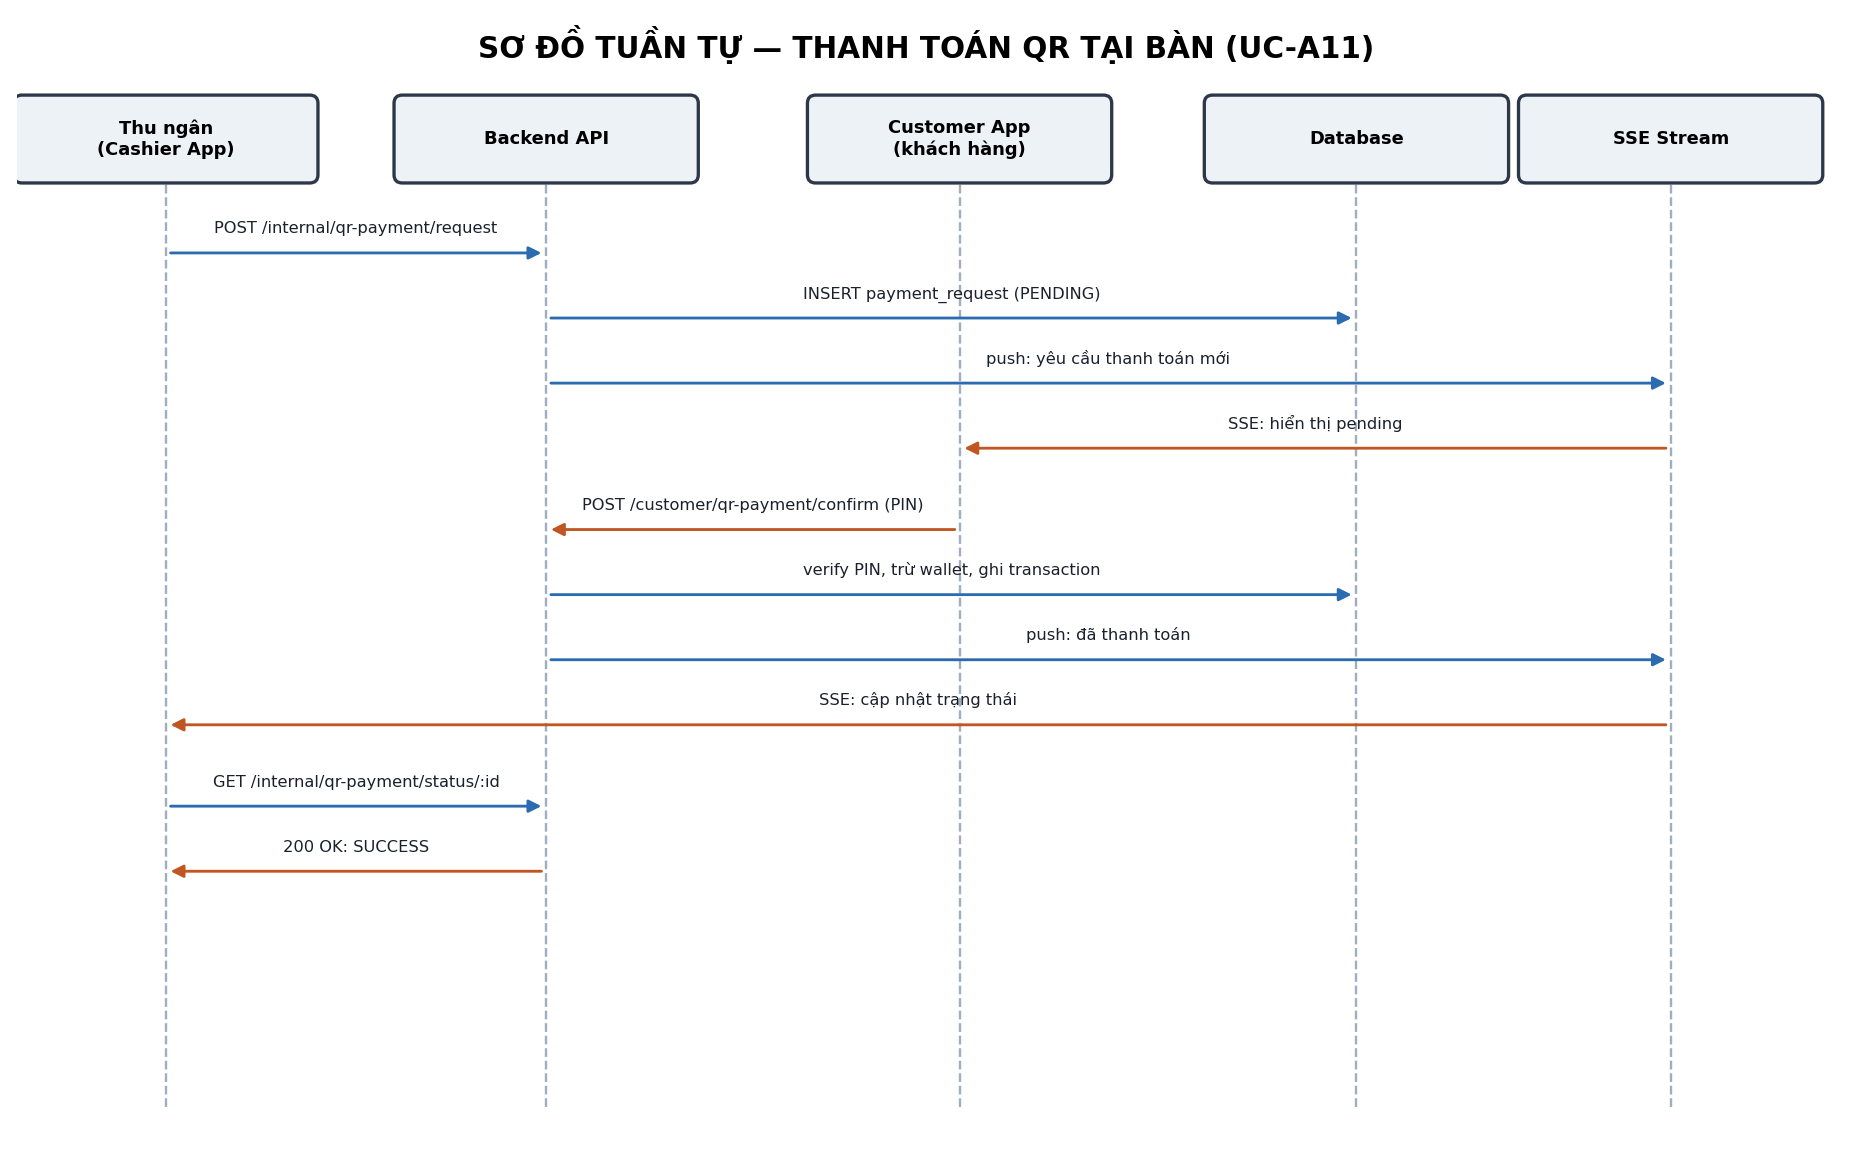 SƠ ĐỒ TUẦN TỰ — THANH TOÁN QR TẠI BÀN (UC-A11)
Thu ngân
(Cashier App)
Backend API
Customer App
(khách hàng)
Database
SSE Stream
POST /internal/qr-payment/request
INSERT payment_request (PENDING)
push: yêu cầu thanh toán mới
SSE: hiển thị pending
POST /customer/qr-payment/confirm (PIN)
verify PIN, trừ wallet, ghi transaction
push: đã thanh toán
SSE: cập nhật trạng thái
GET /internal/qr-payment/status/:id
200 OK: SUCCESS